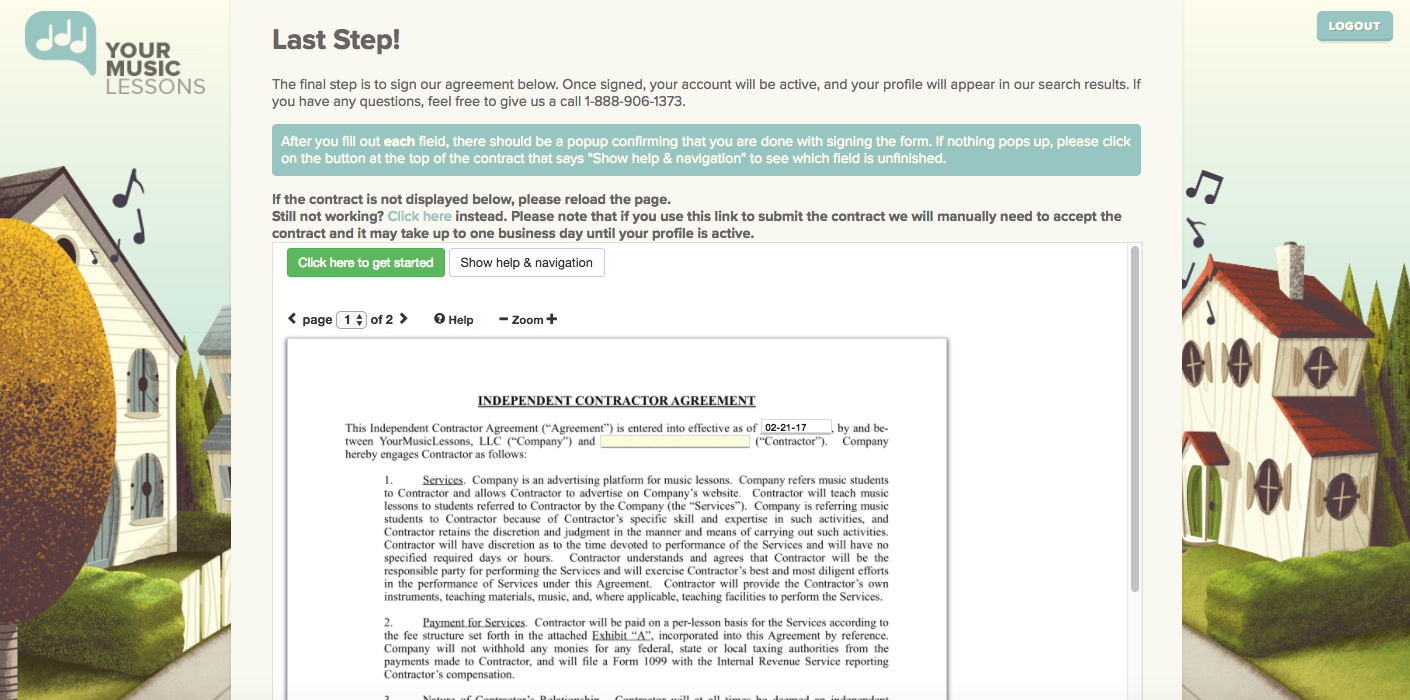 YOUR
MUSIC
LESSONS
LOGOUT
Last Step!
The final step is to sign our agreement below. Once signed, your account will be active, and your profile will appear in our search results. If
you have any questions, feel free to give us a call 1-888-906-1373.
After you fill out each field, there should be a popup confirming that you are done with signing the form. If nothing pops up, please click
on the button at the top of the contract that says "Show help & navigation" to see which field is unfinished.
If the contract is not displayed below, please reload the page.
Still not working? Click here instead. Please note that if you use this link to submit the contract we will manually need to accept the
contract and it may take up to one business day until your profile is active.
Click here to get started Show help & navigation
page 1 of 2 Help Zoom
INDEPENDENT CONTRACTOR AGREEMENT
This Independent Contractor Agreement (“Agreement”) is entered into effective as of 02-21-17, by and be-
tween YourMusicLessons, LLC (“Company”) and (“Contractor”). Company
hereby engages Contractor as follows:
1. Services. Company is an advertising platform for music lessons. Company refers music students
to Contractor and allows Contractor to advertise on Company’s website. Contractor will teach music
lessons to students referred to Contractor by the Company (the “Services”). Company is referring music
students to Contractor because of Contractor’s specific skill and expertise in such activities, and
Contractor retains the discretion and judgment in the manner and means of carrying out such activities.
Contractor will have discretion as to the time devoted to performance of the Services and will have no
specified required days or hours. Contractor understands and agrees that Contractor will be the
responsible party for performing the Services and will exercise Contractor’s best and most diligent efforts
in the performance of Services under this Agreement. Contractor will provide the Contractor’s own
instruments, teaching materials, music, and, where applicable, teaching facilities to perform the Services.
2. Payment for Services. Contractor will be paid on a per-lesson basis for the Services according to
the fee structure set forth in the attached Exhibit “A”, incorporated into this Agreement by reference.
Company will not withhold any monies for any federal, state or local taxing authorities from the
payments made to Contractor, and will file a Form 1099 with the Internal Revenue Service reporting
Contractor’s compensation.
3. Nature of Contractor’s Relationship. Contractor will at all times be deemed an independent